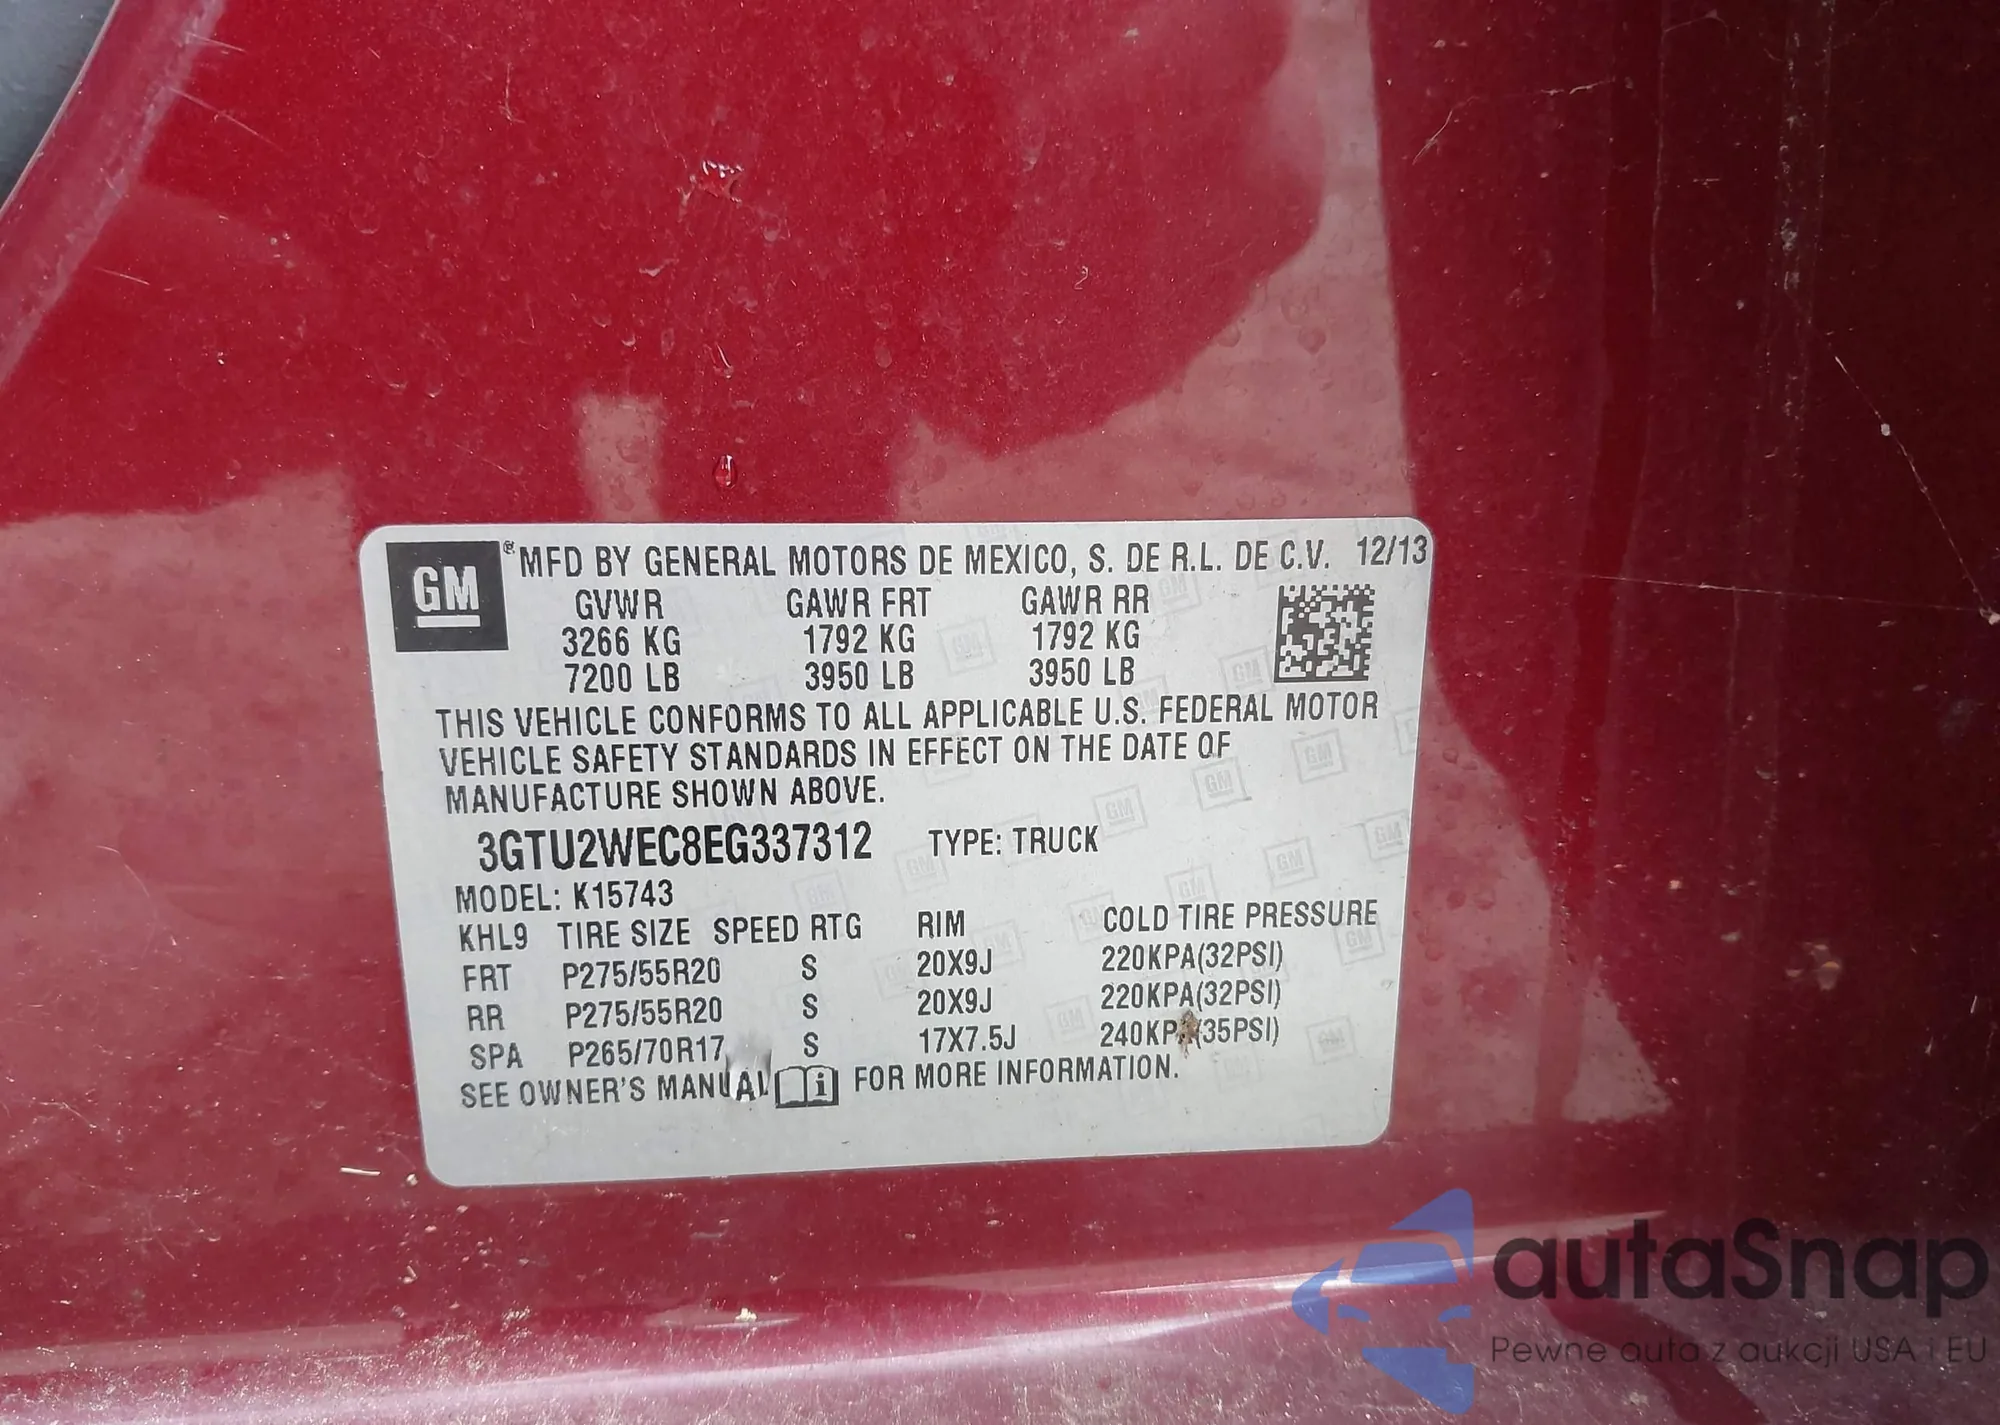 GM ® MFD BY GENERAL MOTORS DE MEXICO, S. DE R.L. DE C.V. 12/13
GVWR GAWR FRT GAWR RR
3266 KG 1792 KG 1792 KG
7200 LB 3950 LB 3950 LB
THIS VEHICLE CONFORMS TO ALL APPLICABLE U.S. FEDERAL MOTOR
VEHICLE SAFETY STANDARDS IN EFFECT ON THE DATE OF
MANUFACTURE SHOWN ABOVE.
3GTU2WEC8EG337312 TYPE: TRUCK
MODEL: K15743
KHL9 TIRE SIZE SPEED RTG RIM COLD TIRE PRESSURE
FRT P275/55R20 S 20X9J 220KPA(32PSI)
RR P275/55R20 S 20X9J 220KPA(32PSI)
SPA P265/70R17 S 17X7.5J 240KPA(35PSI)
SEE OWNER'S MANUAL i FOR MORE INFORMATION.
autaSnap
Pewne auta z aukcji USA i EU